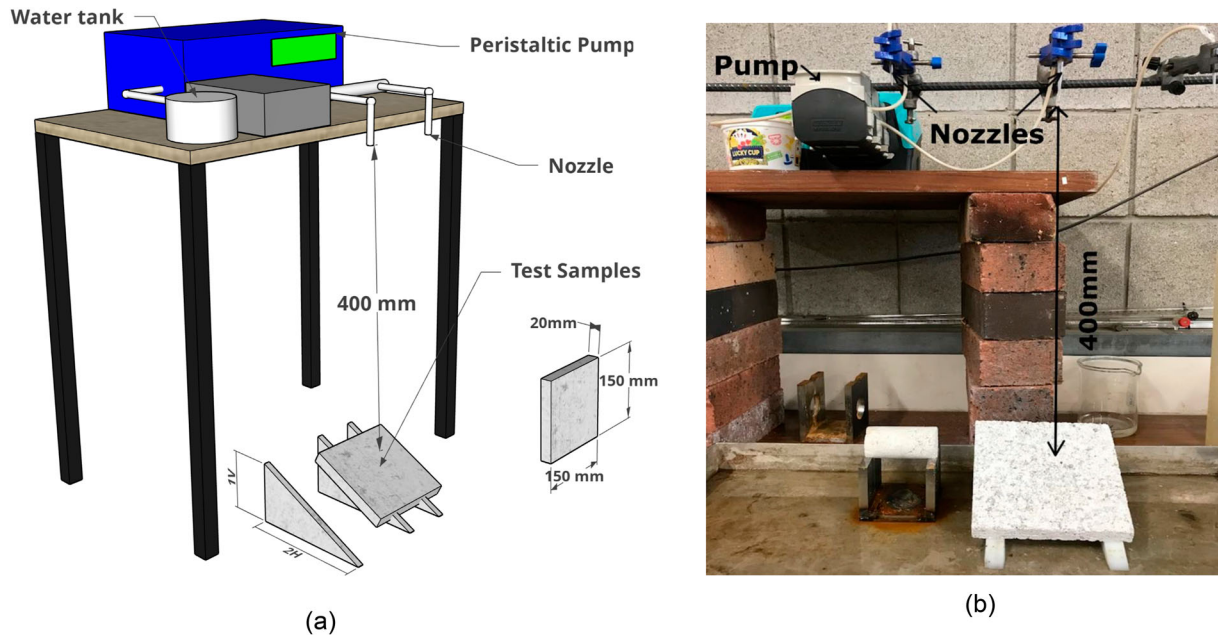 Water tank
Peristaltic Pump
Nozzle
Test Samples
400 mm
20mm
150 mm
150 mm
1V
2H
(a)
Pump
Nozzles
LUCKY CUP
400mm
(b)